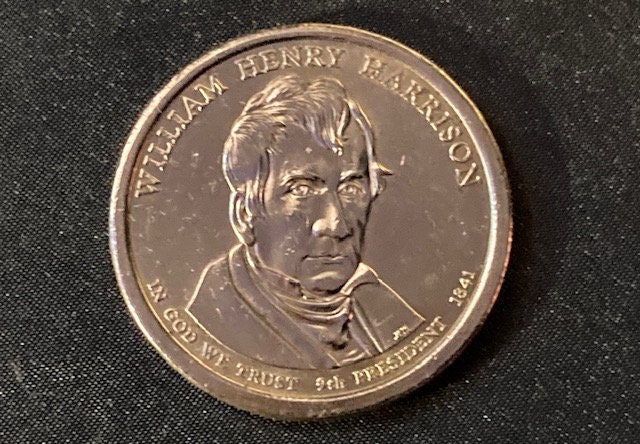 WILLIAM HENRY HARRISON
IN GOD WE TRUST 9th PRESIDENT 1841